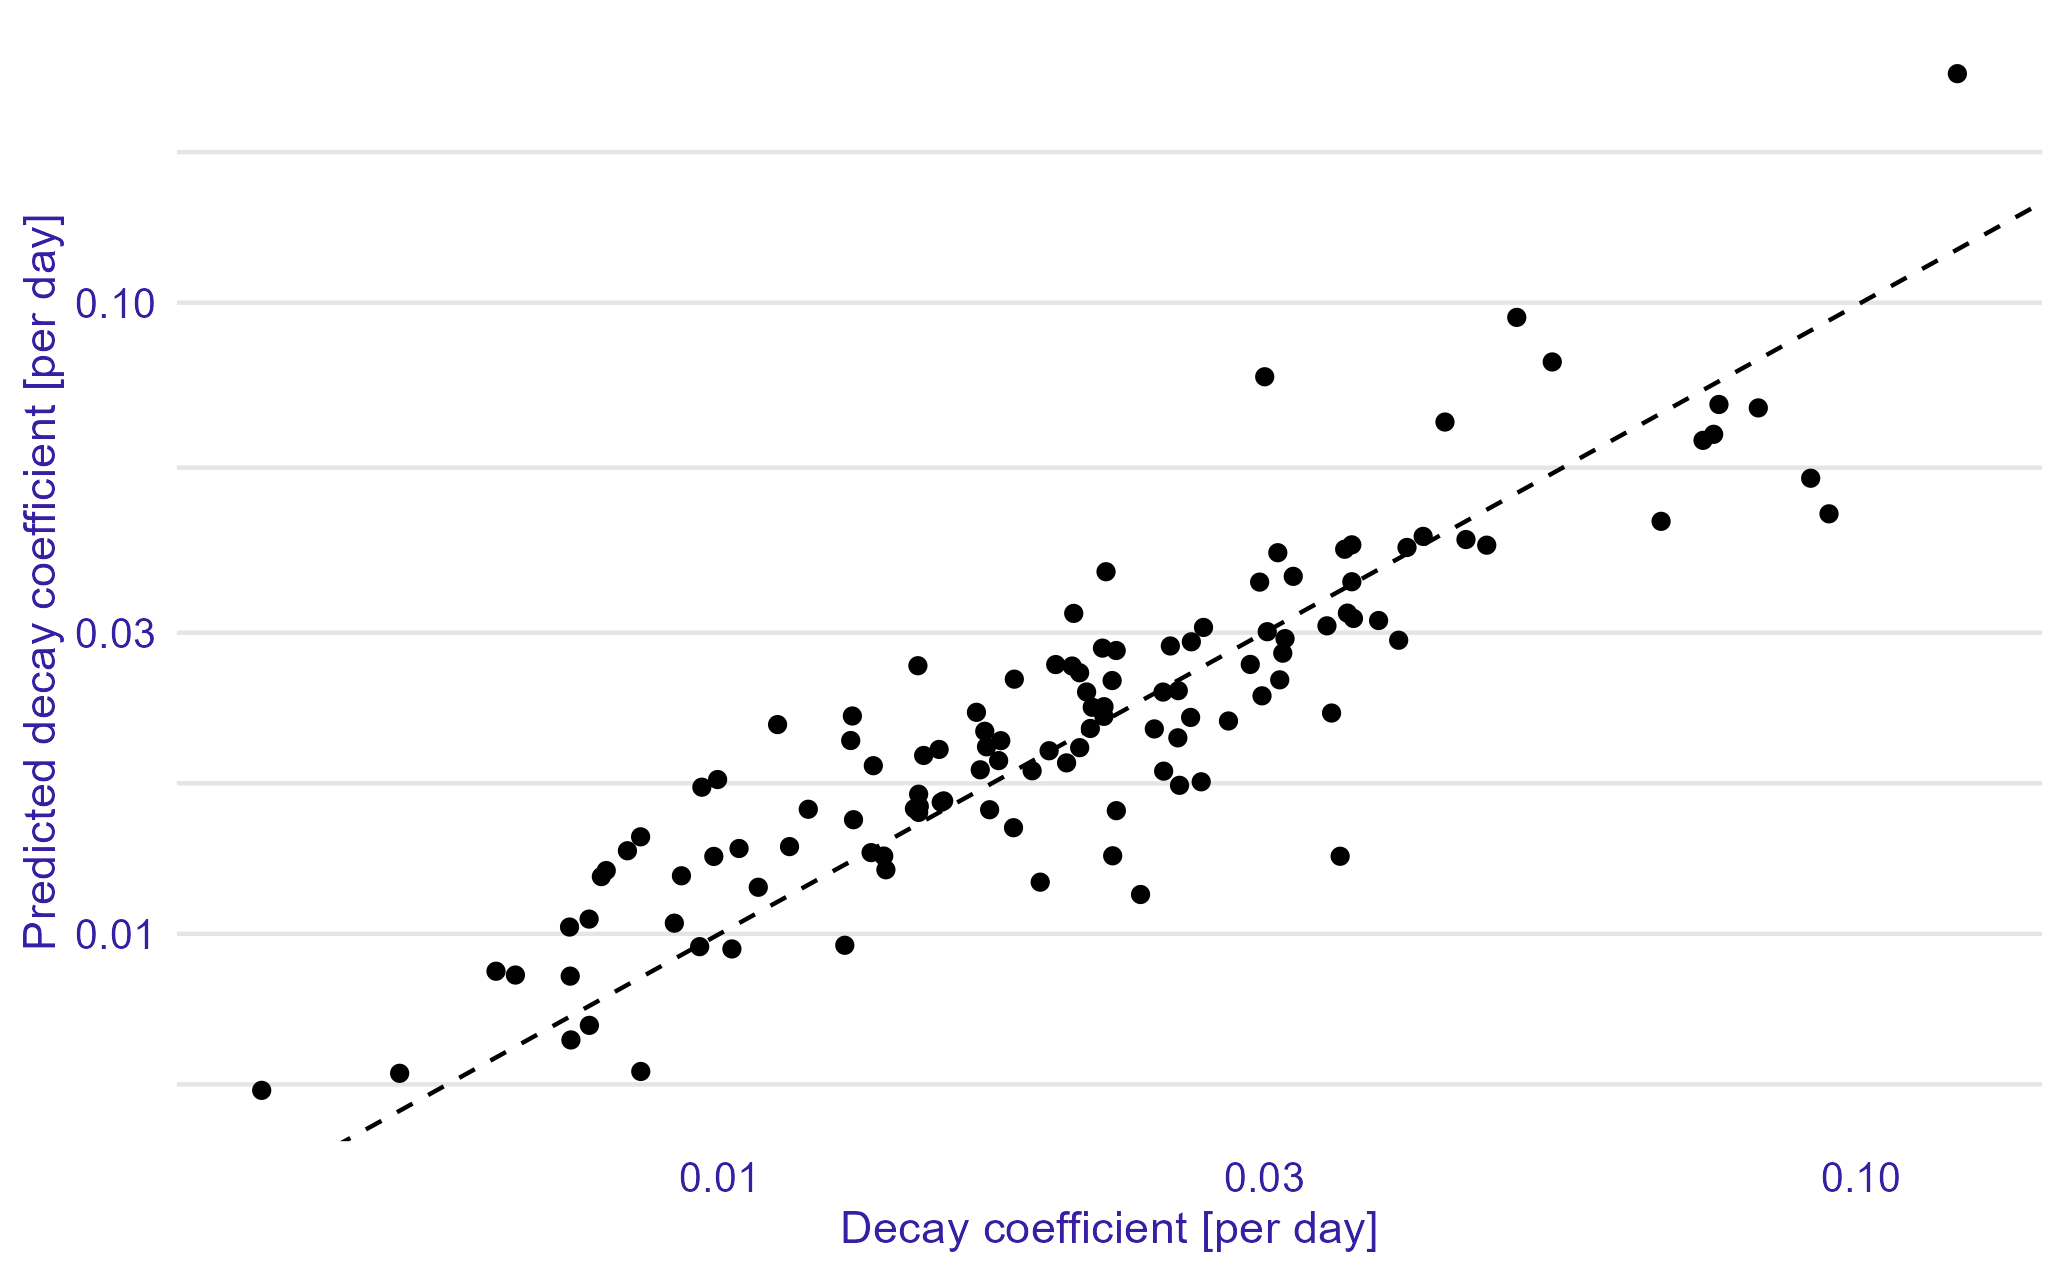 Predicted decay coefficient [per day]
0.10
0.03
0.01
0.01 0.03 0.10
Decay coefficient [per day]